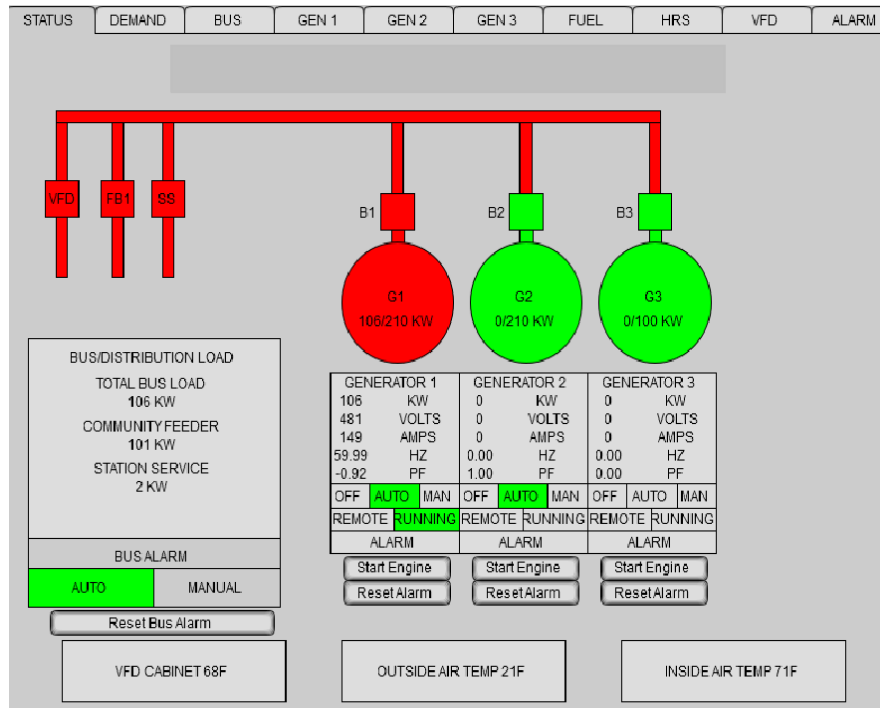 STATUS DEMAND BUS GEN 1 GEN 2 GEN 3 FUEL HRS VFD ALARM
VFD FB1 SS
B1 B2 B3
G1 G2 G3
106/210 KW 0/210 KW 0/100 KW
BUS/DISTRIBUTION LOAD
TOTAL BUS LOAD
106 KW
COMMUNITY FEEDER
101 KW
STATION SERVICE
2 KW
BUS ALARM
AUTO MANUAL
Reset Bus Alarm
GENERATOR 1
106 KW
481 VOLTS
149 AMPS
59.99 HZ
-0.92 PF
OFF AUTO MAN
REMOTE RUNNING
ALARM
Start Engine
Reset Alarm
GENERATOR 2
0 KW
0 VOLTS
0 AMPS
0.00 HZ
1.00 PF
OFF AUTO MAN
REMOTE RUNNING
ALARM
Start Engine
Reset Alarm
GENERATOR 3
0 KW
0 VOLTS
0 AMPS
0.00 HZ
0.00 PF
OFF AUTO MAN
REMOTE RUNNING
ALARM
Start Engine
Reset Alarm
VFD CABINET 68F
OUTSIDE AIR TEMP 21F
INSIDE AIR TEMP 71F